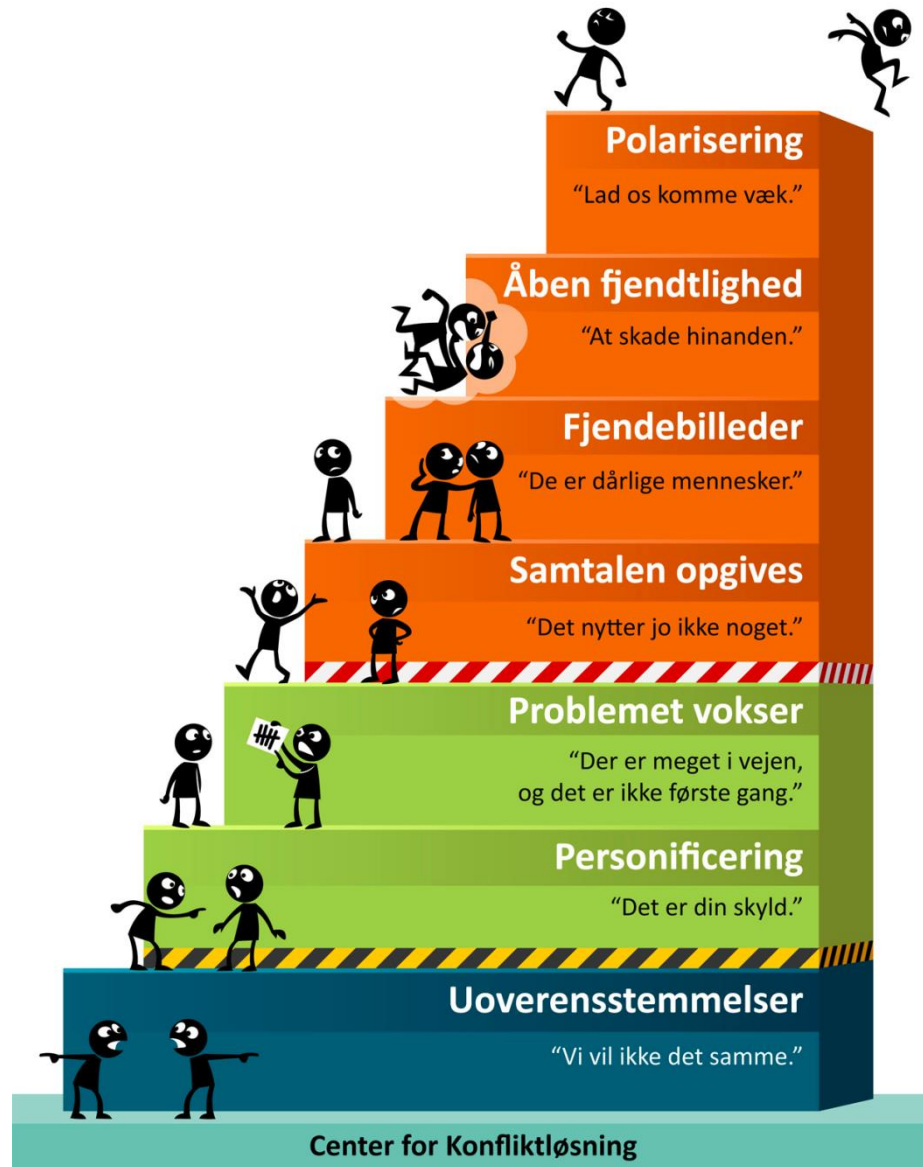 Polarisering
“Lad os komme væk.”
Åben fjendtlighed
“At skade hinanden.”
Fjendebilleder
“De er dårlige mennesker.”
Samtalen opgives
“Det nytter jo ikke noget.”
Problemet vokser
“Der er meget i vejen,
og det er ikke første gang.”
Personificering
“Det er din skyld.”
Uoverensstemmelser
“Vi vil ikke det samme.”
Center for Konfliktløsning